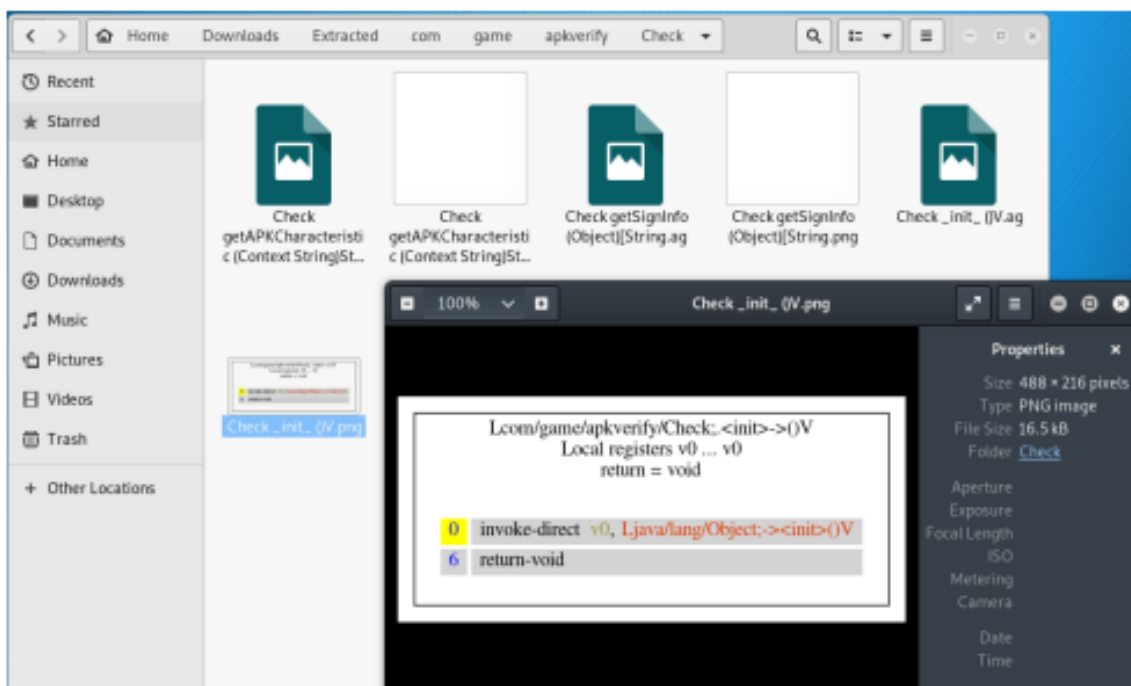 Home Downloads Extracted com game apkverify Check
Recent
Starred
Home
Desktop
Documents
Downloads
Music
Pictures
Videos
Trash
+ Other Locations
Check
getAPKCharacteristi
c (Context String)St...
Check
getAPKCharacteristi
c (Context String)St...
Check getSignInfo
(Object)[String.ag
Check getSignInfo
(Object)[String.png
Check _init_ ()V.ag
Check _init_ ()V.png
100%
Check _init_ ()V.png
Lcom/game/apkverify/Check;.<init>->()V
Local registers v0 ... v0
return = void
0 invoke-direct v0, Ljava/lang/Object;-><init>()V
6 return-void
Properties
Size 488 × 216 pixels
Type PNG image
File Size 16.5 kB
Folder Check
Aperture
Exposure
Focal Length
ISO
Metering
Camera
Date
Time